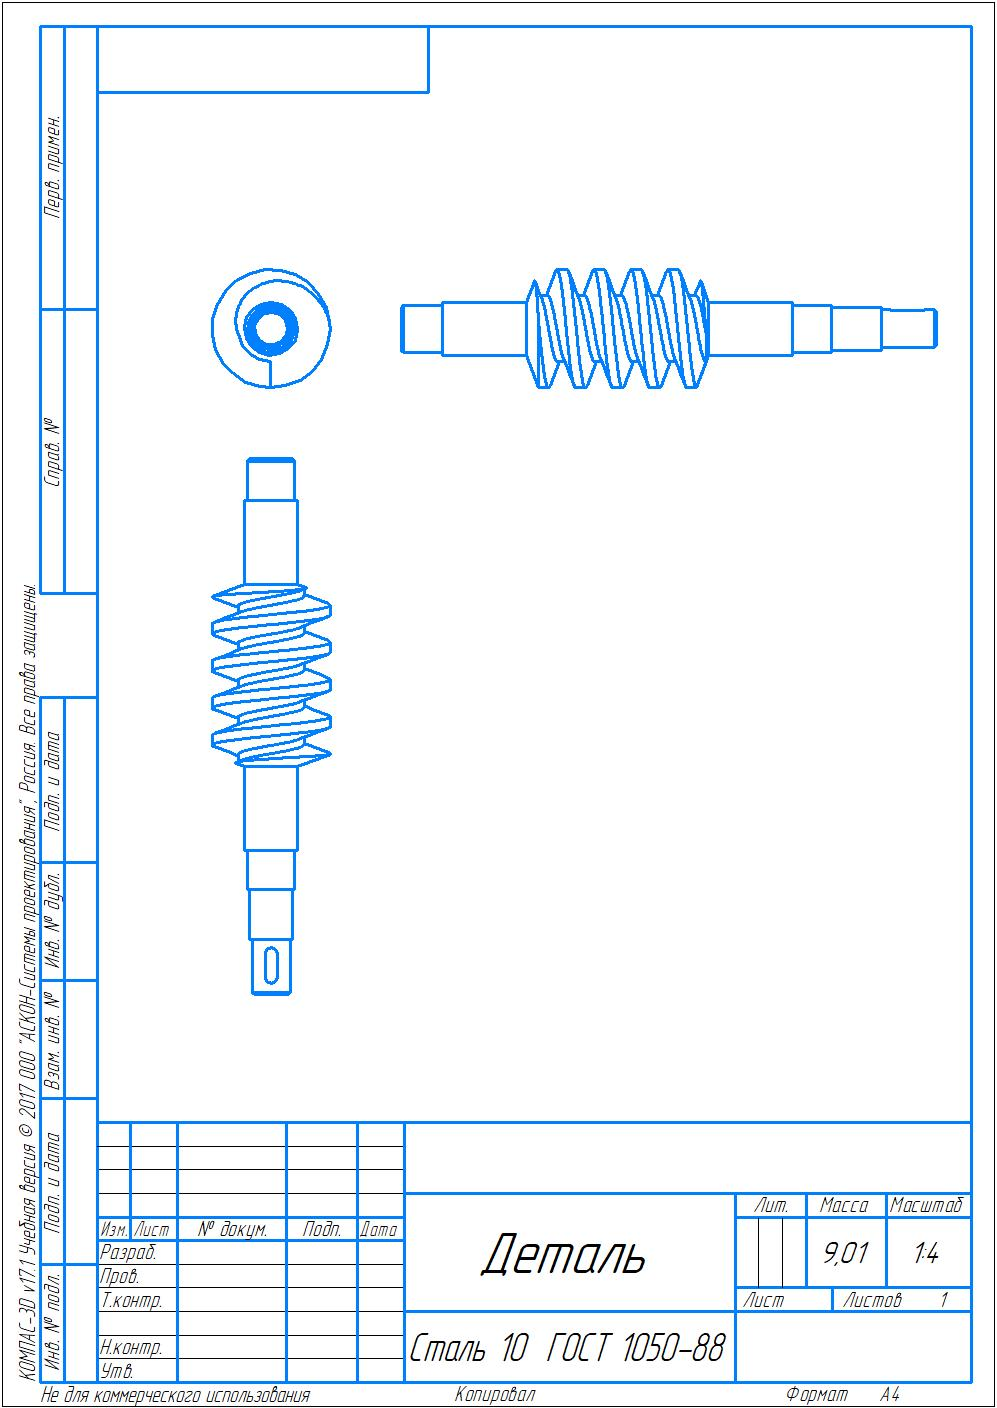 Перв. примен.
Справ. №
Подп. и дата
Инв. № дубл.
Взам. инв. №
Подп. и дата
Инв. № подл.
КОМПАС-3D v17.1 Учебная версия © 2017 ООО "АСКОН-Системы проектирования", Россия. Все права защищены.
Лит. Масса Масштаб
Изм. Лист № докум. Подп. Дата
Разраб.
Деталь
9,01 1:4
Пров.
Т.контр.
Лист Листов 1
Н.контр.
Сталь 10 ГОСТ 1050-88
Утв.
Не для коммерческого использования Копировал Формат А4